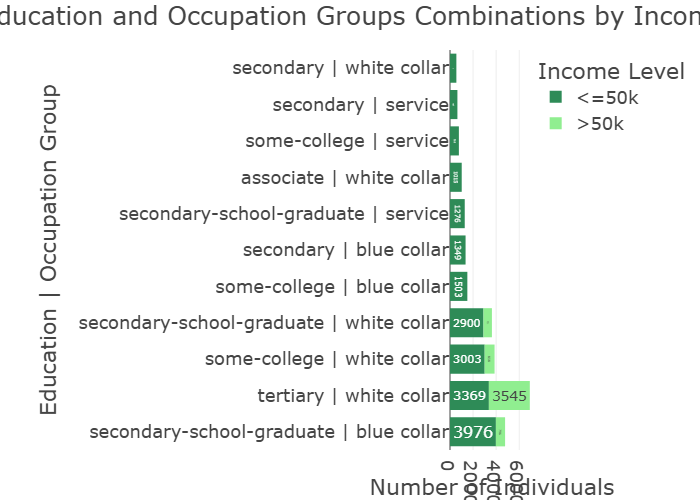 ducation and Occupation Groups Combinations by Incon
Income Level
<=50k
>50k
Education | Occupation Group
secondary | white collar
secondary | service
some-college | service
associate | white collar
secondary-school-graduate | service 1276
secondary | blue collar 1349
some-college | blue collar 1503
secondary-school-graduate | white collar 2900
some-college | white collar 3003
tertiary | white collar 3369 3545
secondary-school-graduate | blue collar 3976
0 2000 4000 6000
Number of Individuals